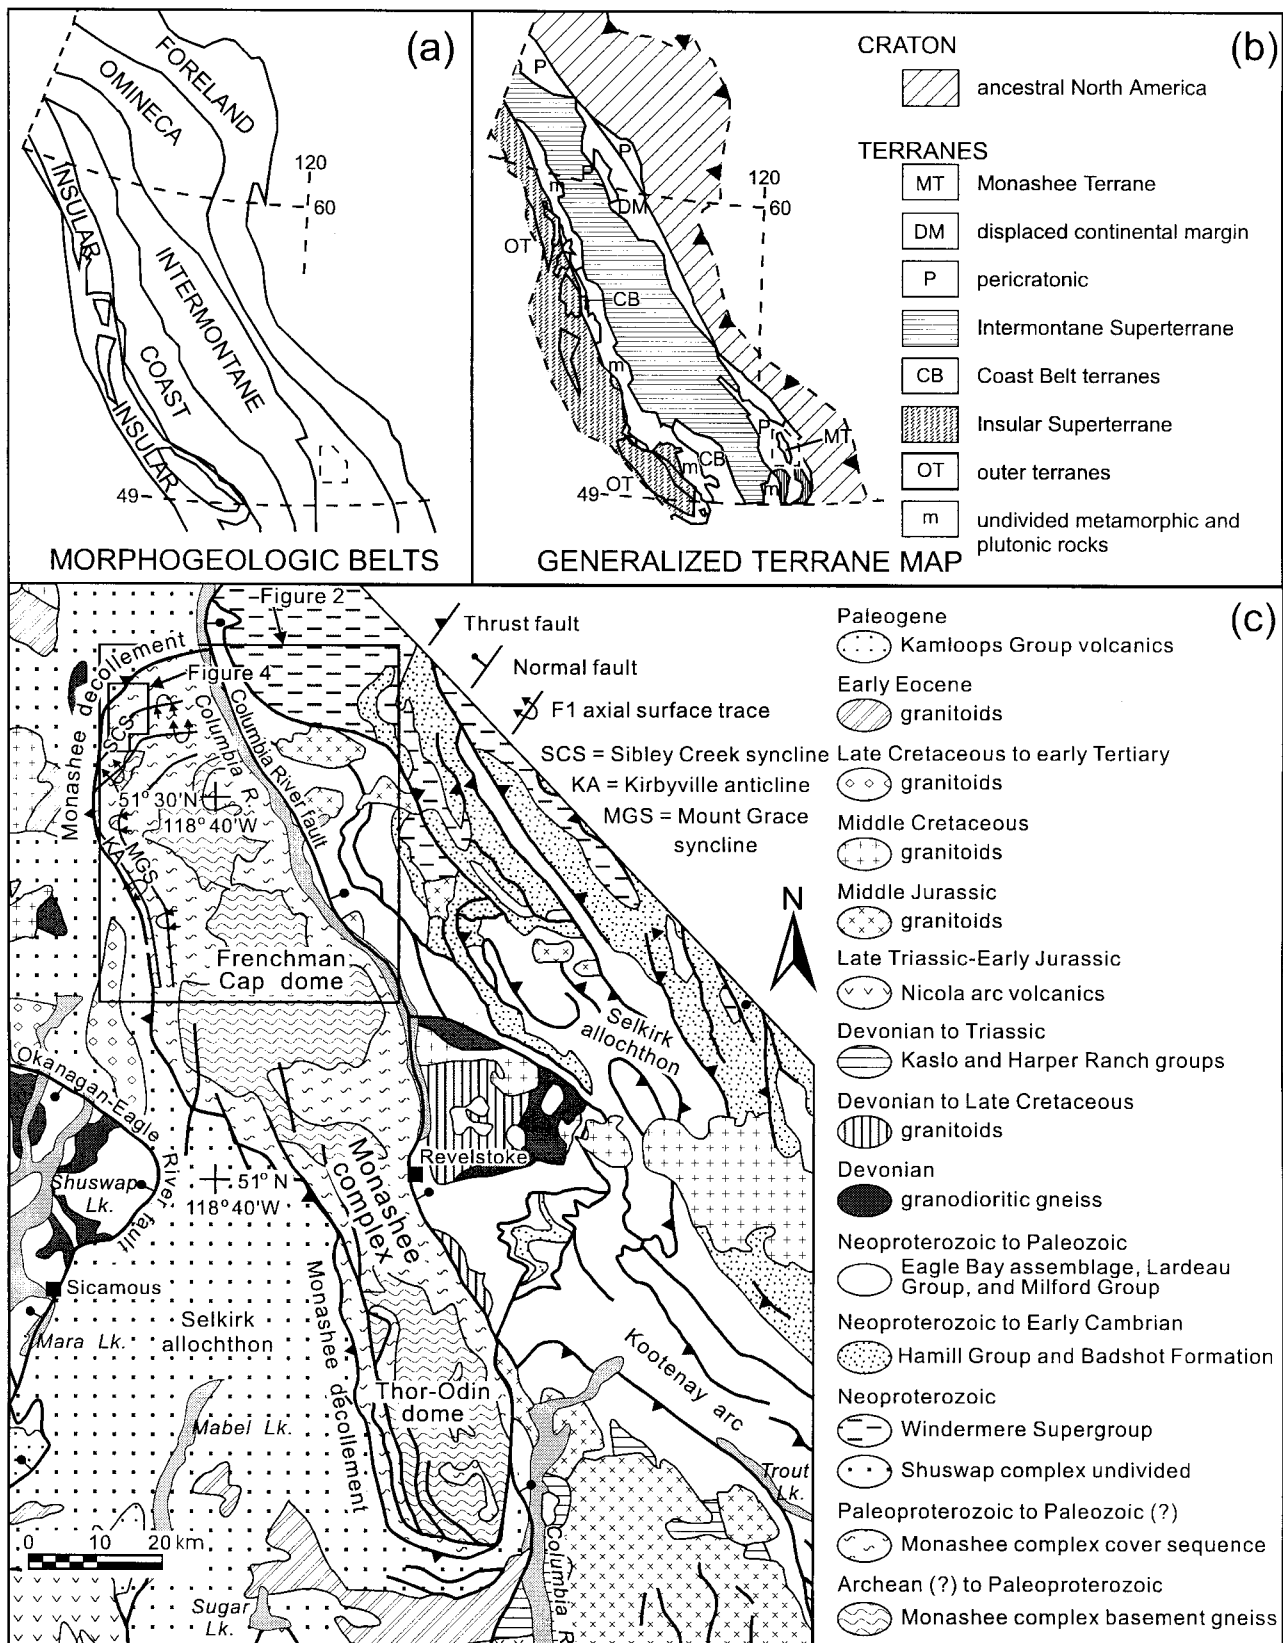 (a)
FORELAND
OMINECA
120
60
INSULAR
INTERMONTANE
COAST
INSULAR
49
MORPHOGEOLOGIC BELTS
(b)
P
P
P
120
60
m
DM
OT
CB
m
P
MT
m
CB
OT
m
49
GENERALIZED TERRANE MAP
CRATON
ancestral North America
TERRANES
MT Monashee Terrane
DM displaced continental margin
P pericratonic
Intermontane Superterrane
CB Coast Belt terranes
Insular Superterrane
OT outer terranes
m undivided metamorphic and
plutonic rocks
(c)
Figure 2
Thrust fault
Normal fault
F1 axial surface trace
SCS = Sibley Creek syncline
KA = Kirbyville anticline
MGS = Mount Grace
syncline
N
Monashee décollement
Figure 4
SCS
Columbia R.
Columbia River fault
51° 30'N
118° 40'W
KA
MGS
Frenchman
Cap dome
Selkirk
allochthon
Okanagan-Eagle River fault
Revelstoke
Monashee
complex
51° N
118° 40'W
Shuswap
Lk.
Sicamous
Mara Lk.
Selkirk
allochthon
Monashee décollement
Kootenay arc
Thor-Odin
dome
Mabel Lk.
Trout
Lk.
0 10 20 km
Sugar
Lk.
Columbia R.
Paleogene
Kamloops Group volcanics
Early Eocene
granitoids
Late Cretaceous to early Tertiary
granitoids
Middle Cretaceous
granitoids
Middle Jurassic
granitoids
Late Triassic-Early Jurassic
Nicola arc volcanics
Devonian to Triassic
Kaslo and Harper Ranch groups
Devonian to Late Cretaceous
granitoids
Devonian
granodioritic gneiss
Neoproterozoic to Paleozoic
Eagle Bay assemblage, Lardeau
Group, and Milford Group
Neoproterozoic to Early Cambrian
Hamill Group and Badshot Formation
Neoproterozoic
Windermere Supergroup
Shuswap complex undivided
Paleoproterozoic to Paleozoic (?)
Monashee complex cover sequence
Archean (?) to Paleoproterozoic
Monashee complex basement gneiss